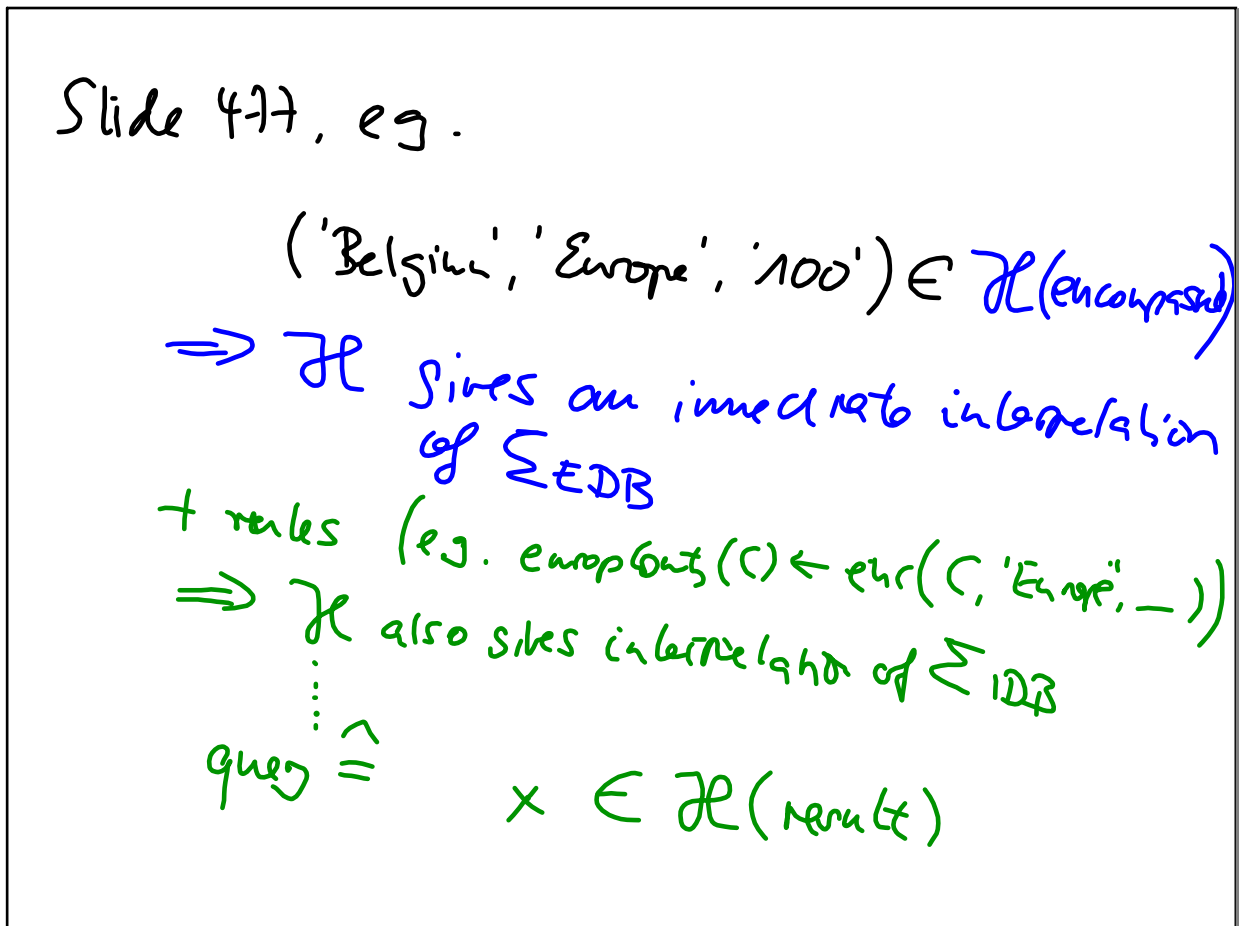 Slide 477, eg.
('Belgium', 'Europe', '100') ∈ ℋ(encompassed)
⇒ ℋ gives an immediate interpretation
of Σ_EDB
+ rules (eg. europCountry(C) ← enc(C, 'Europe', _))
⇒ ℋ also gives interpretation of Σ_IDB
⋮
query ≙ x ∈ ℋ(result)